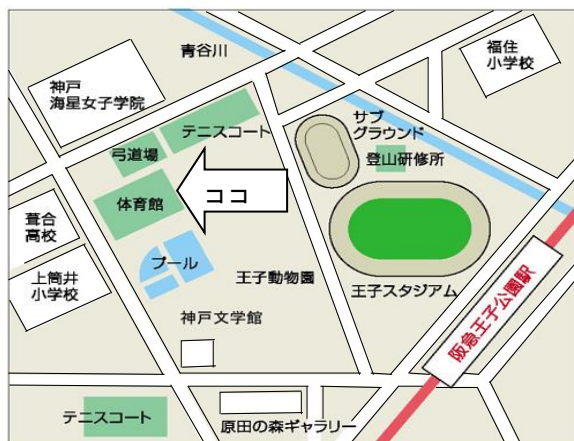 青谷川
福住
小学校
神戸
海星女子学院
テニスコート
サブ
グラウンド
弓道場
登山研修所
体育館
ココ
葺合
高校
プール
上筒井
小学校
王子動物園
王子スタジアム
阪急王子公園駅
神戸文学館
テニスコート
原田の森ギャラリー